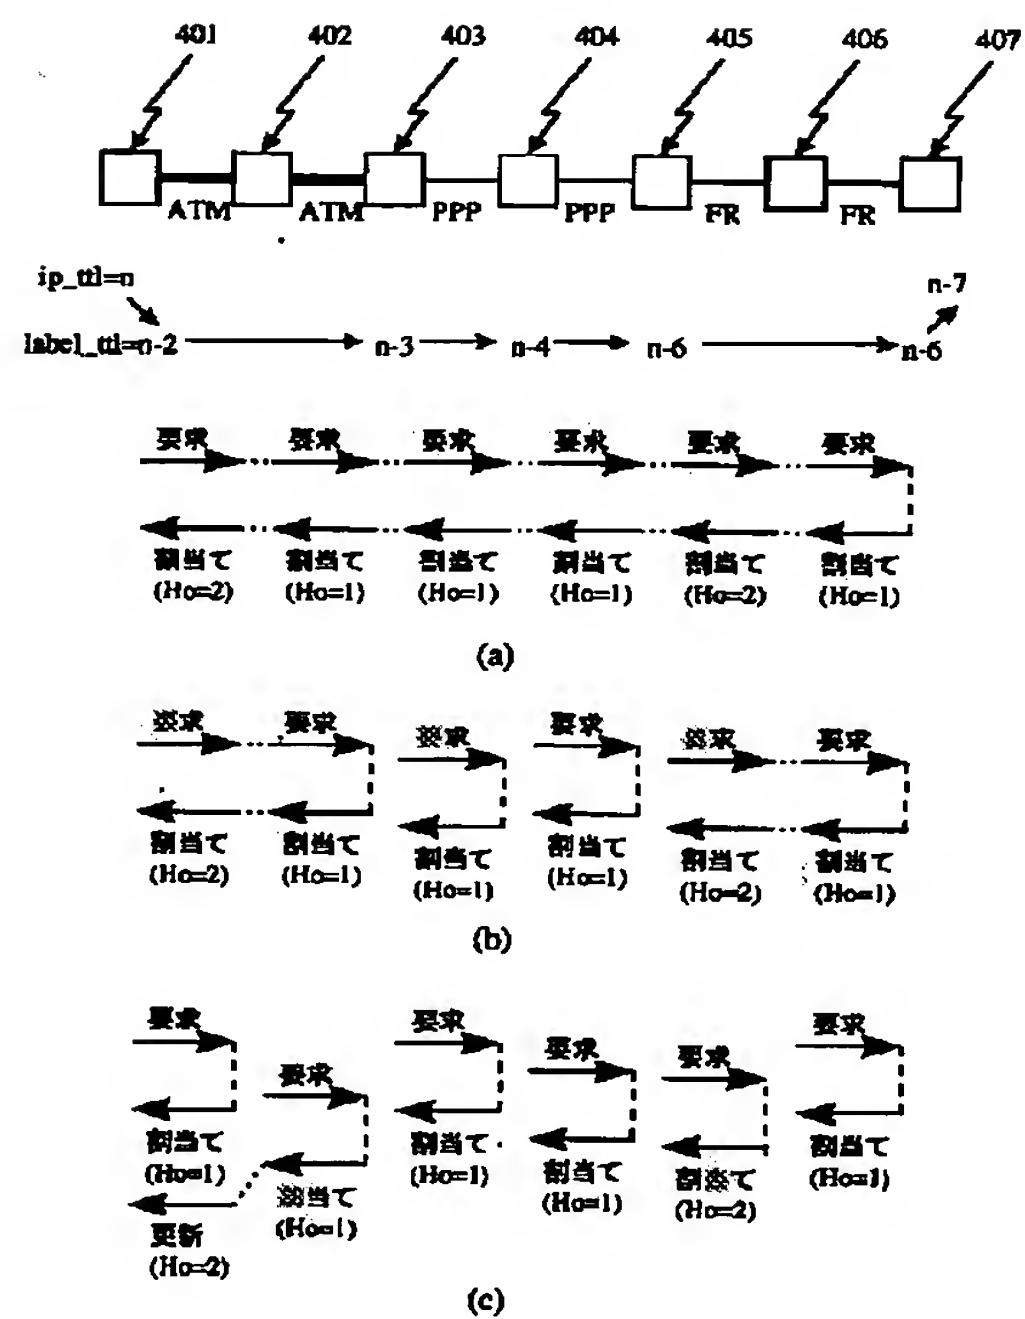 401 402 403 404 405 406 407
ATM ATM PPP PPP FR FR
ip_ttl=n
n-7
label_ttl=n-2 n-3 n-4 n-6 n-6
要求 要求 要求 要求 要求 要求
割当て 割当て 割当て 割当て 割当て 割当て
(Ho=2) (Ho=1) (Ho=1) (Ho=1) (Ho=2) (Ho=1)
(a)
要求 要求 要求 要求 要求 要求
割当て 割当て 割当て 割当て 割当て 割当て
(Ho=2) (Ho=1) (Ho=1) (Ho=1) (Ho=2) (Ho=1)
(b)
要求 要求 要求 要求 要求 要求
割当て 割当て 割当て 割当て 割当て 割当て
(Ho=1) (Ho=1) (Ho=1) (Ho=1) (Ho=2) (Ho=1)
更新
(Ho=2)
(c)